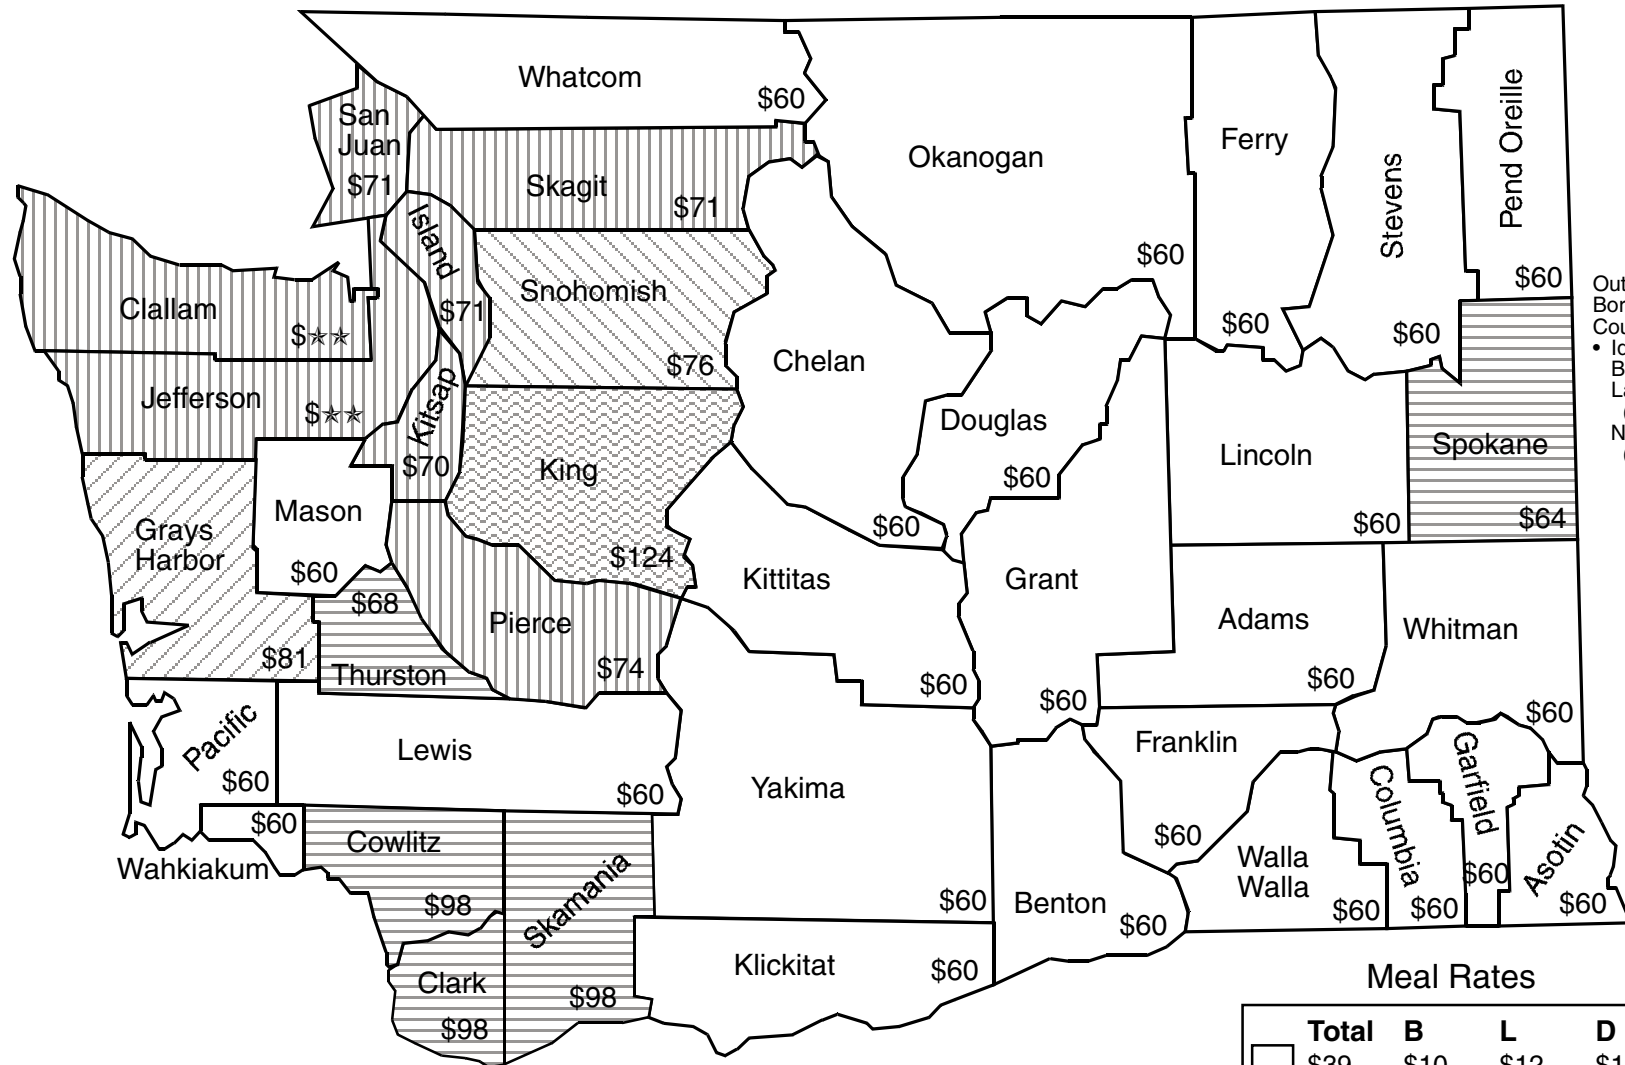 Whatcom
$60
San
Juan
$71
Skagit
$71
Island
$71
Okanogan
$60
Ferry
$60
Stevens
$60
Pend Oreille
$60
Clallam
$☆☆
Jefferson
$☆☆
Snohomish
$76
Chelan
$60
Kitsap
$70
King
$124
Douglas
$60
Lincoln
$60
Spokane
$64
Grays
Harbor
$81
Mason
$60
$68
Thurston
Pierce
$74
Kittitas
$60
Grant
$60
Adams
$60
Whitman
$60
Pacific
$60
Lewis
$60
Yakima
$60
Franklin
$60
Benton
$60
Walla
Walla
$60
Columbia
$60
Garfield
$60
Asotin
$60
$60
Wahkiakum
Cowlitz
$98
Skamania
$98
Clark
$98
Klickitat
$60
Meal Rates
Total B L D
$39 $10 $12